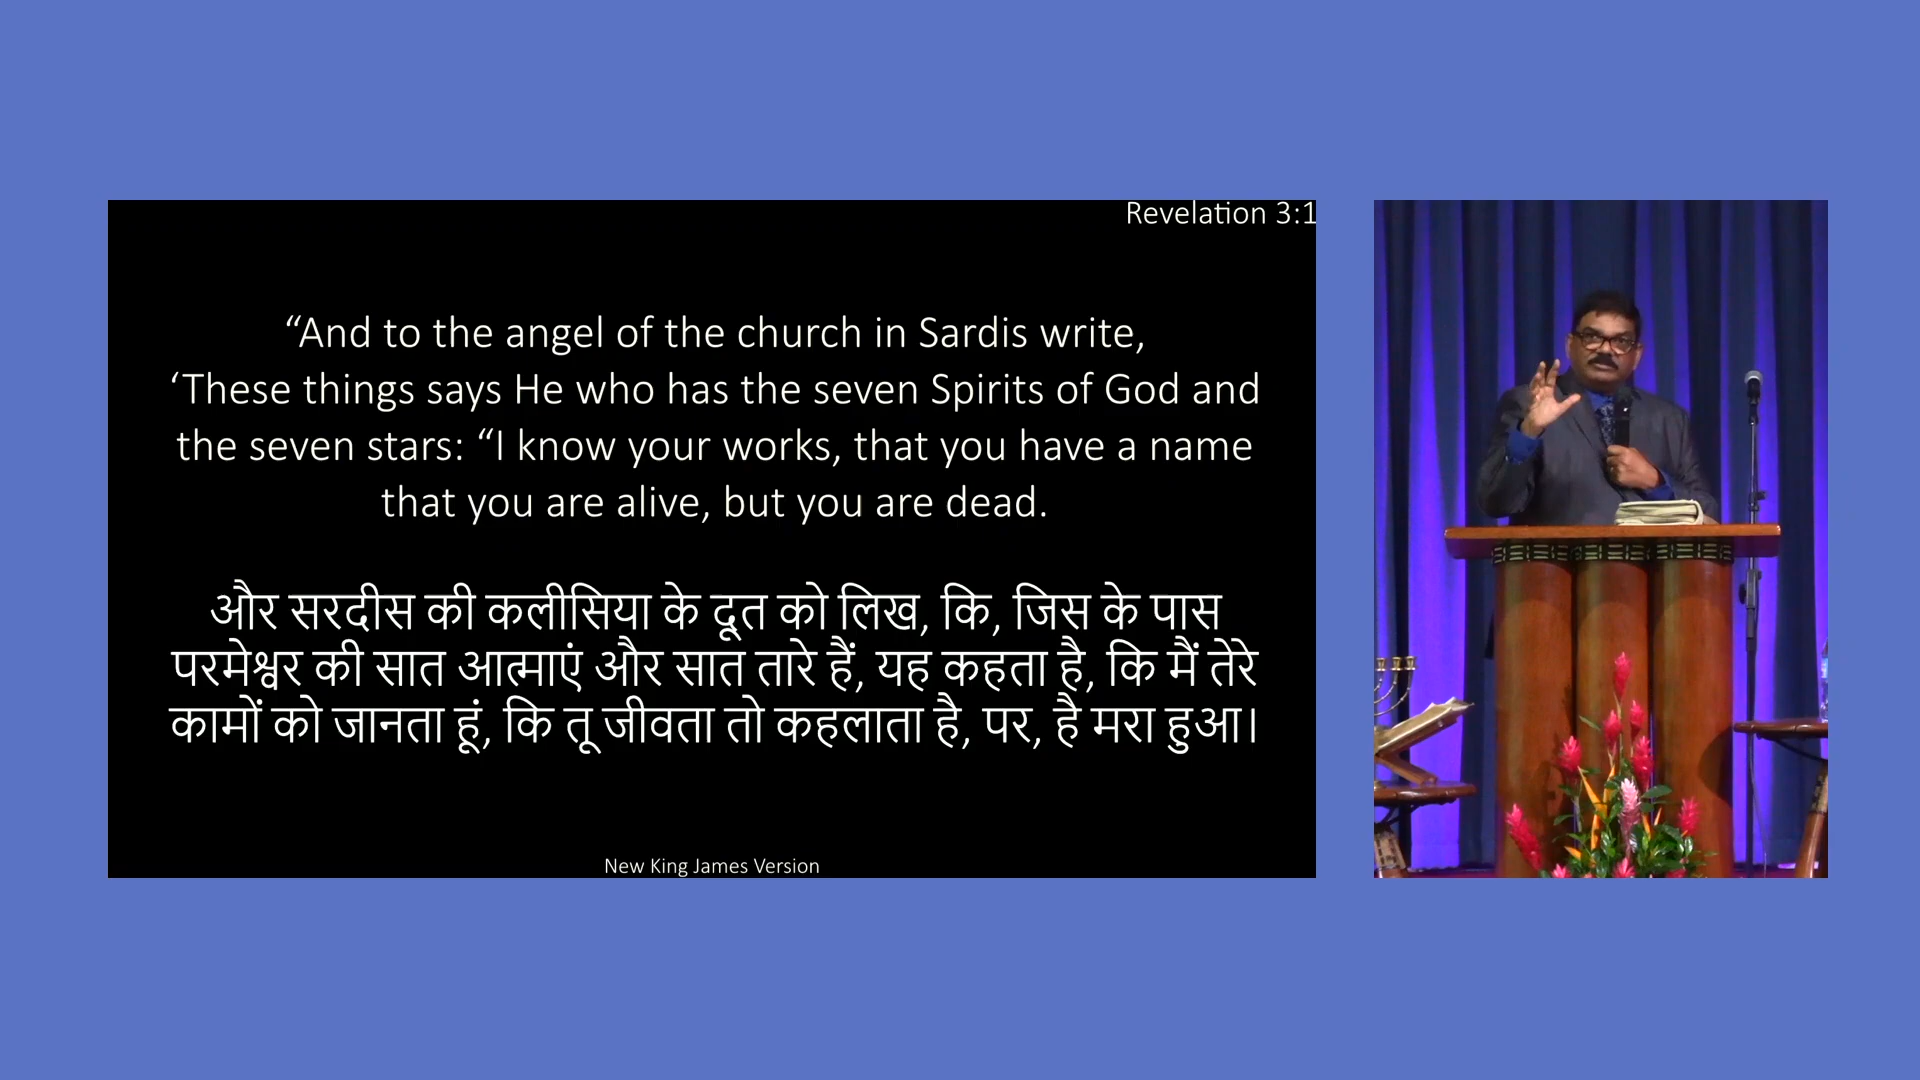 Revelation 3:1
“And to the angel of the church in Sardis write,
‘These things says He who has the seven Spirits of God and
the seven stars: “I know your works, that you have a name
that you are alive, but you are dead.
और सरदीस की कलीसिया के दूत को लिख, कि, जिस के पास
परमेश्वर की सात आत्माएं और सात तारे हैं, यह कहता है, कि मैं तेरे
कामों को जानता हूं, कि तू जीवता तो कहलाता है, पर, है मरा हुआ।
New King James Version